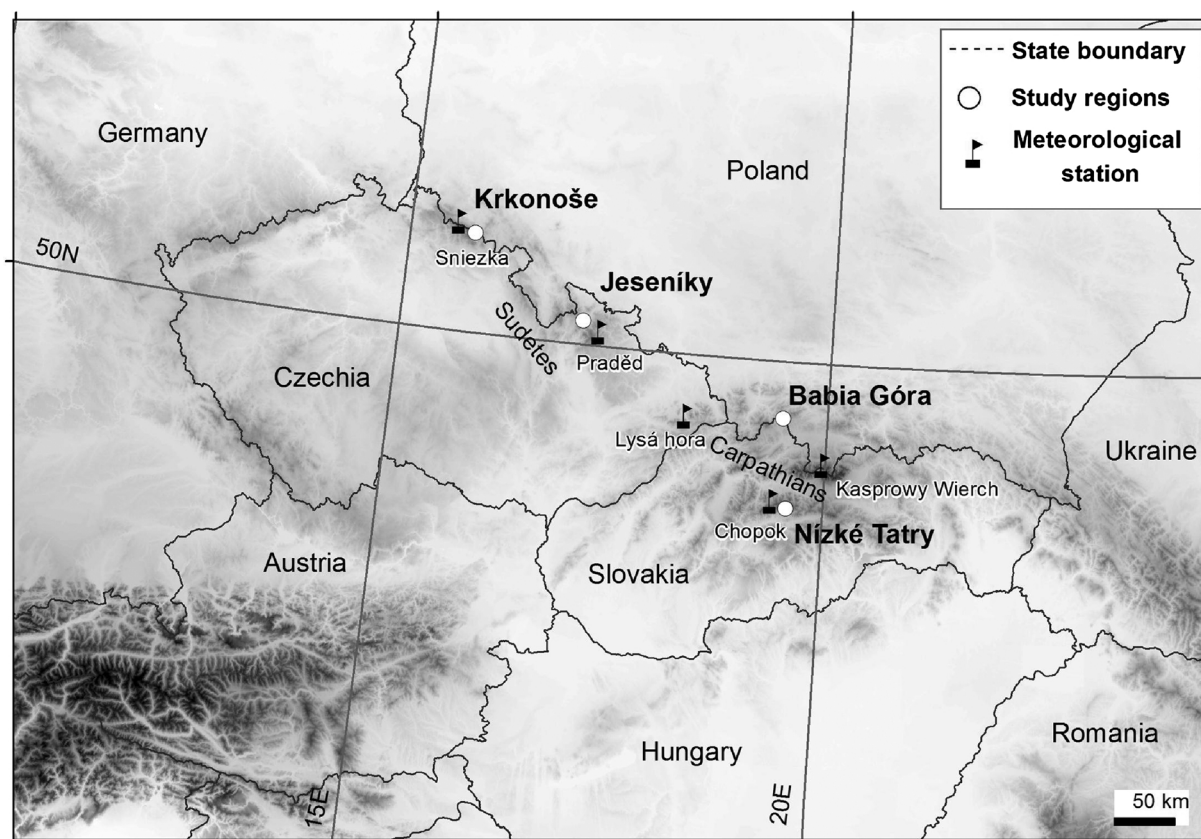 State boundary
Study regions
Meteorological
station
Germany
Poland
Krkonoše
Sniezka
50N
Jeseníky
Sudetes
Praděd
Czechia
Babia Góra
Lysá hora
Carpathians
Ukraine
Kasprowy Wierch
Chopok
Nízké Tatry
Austria
Slovakia
Romania
Hungary
15E
20E
50 km